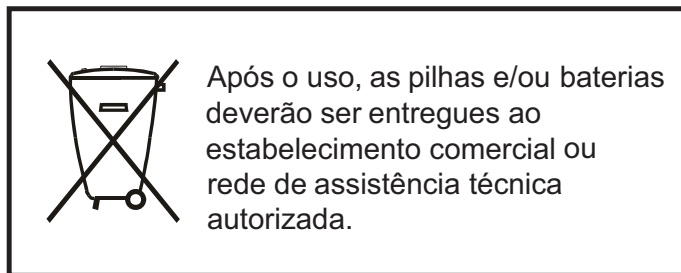 Após o uso, as pilhas e/ou baterias
deverão ser entregues ao
estabelecimento comercial ou
rede de assistência técnica
autorizada.